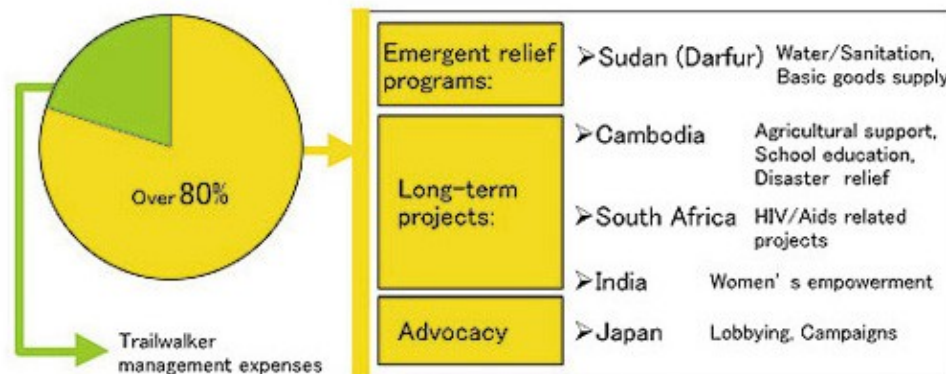 Over 80%
Trailwalker
management expenses
Emergent relief
programs:
➢Sudan (Darfur)
Water/Sanitation,
Basic goods supply
Long-term
projects:
➢Cambodia
Agricultural support,
School education,
Disaster relief
➢South Africa
HIV/Aids related
projects
➢India
Women' s empowerment
Advocacy
➢Japan
Lobbying, Campaigns